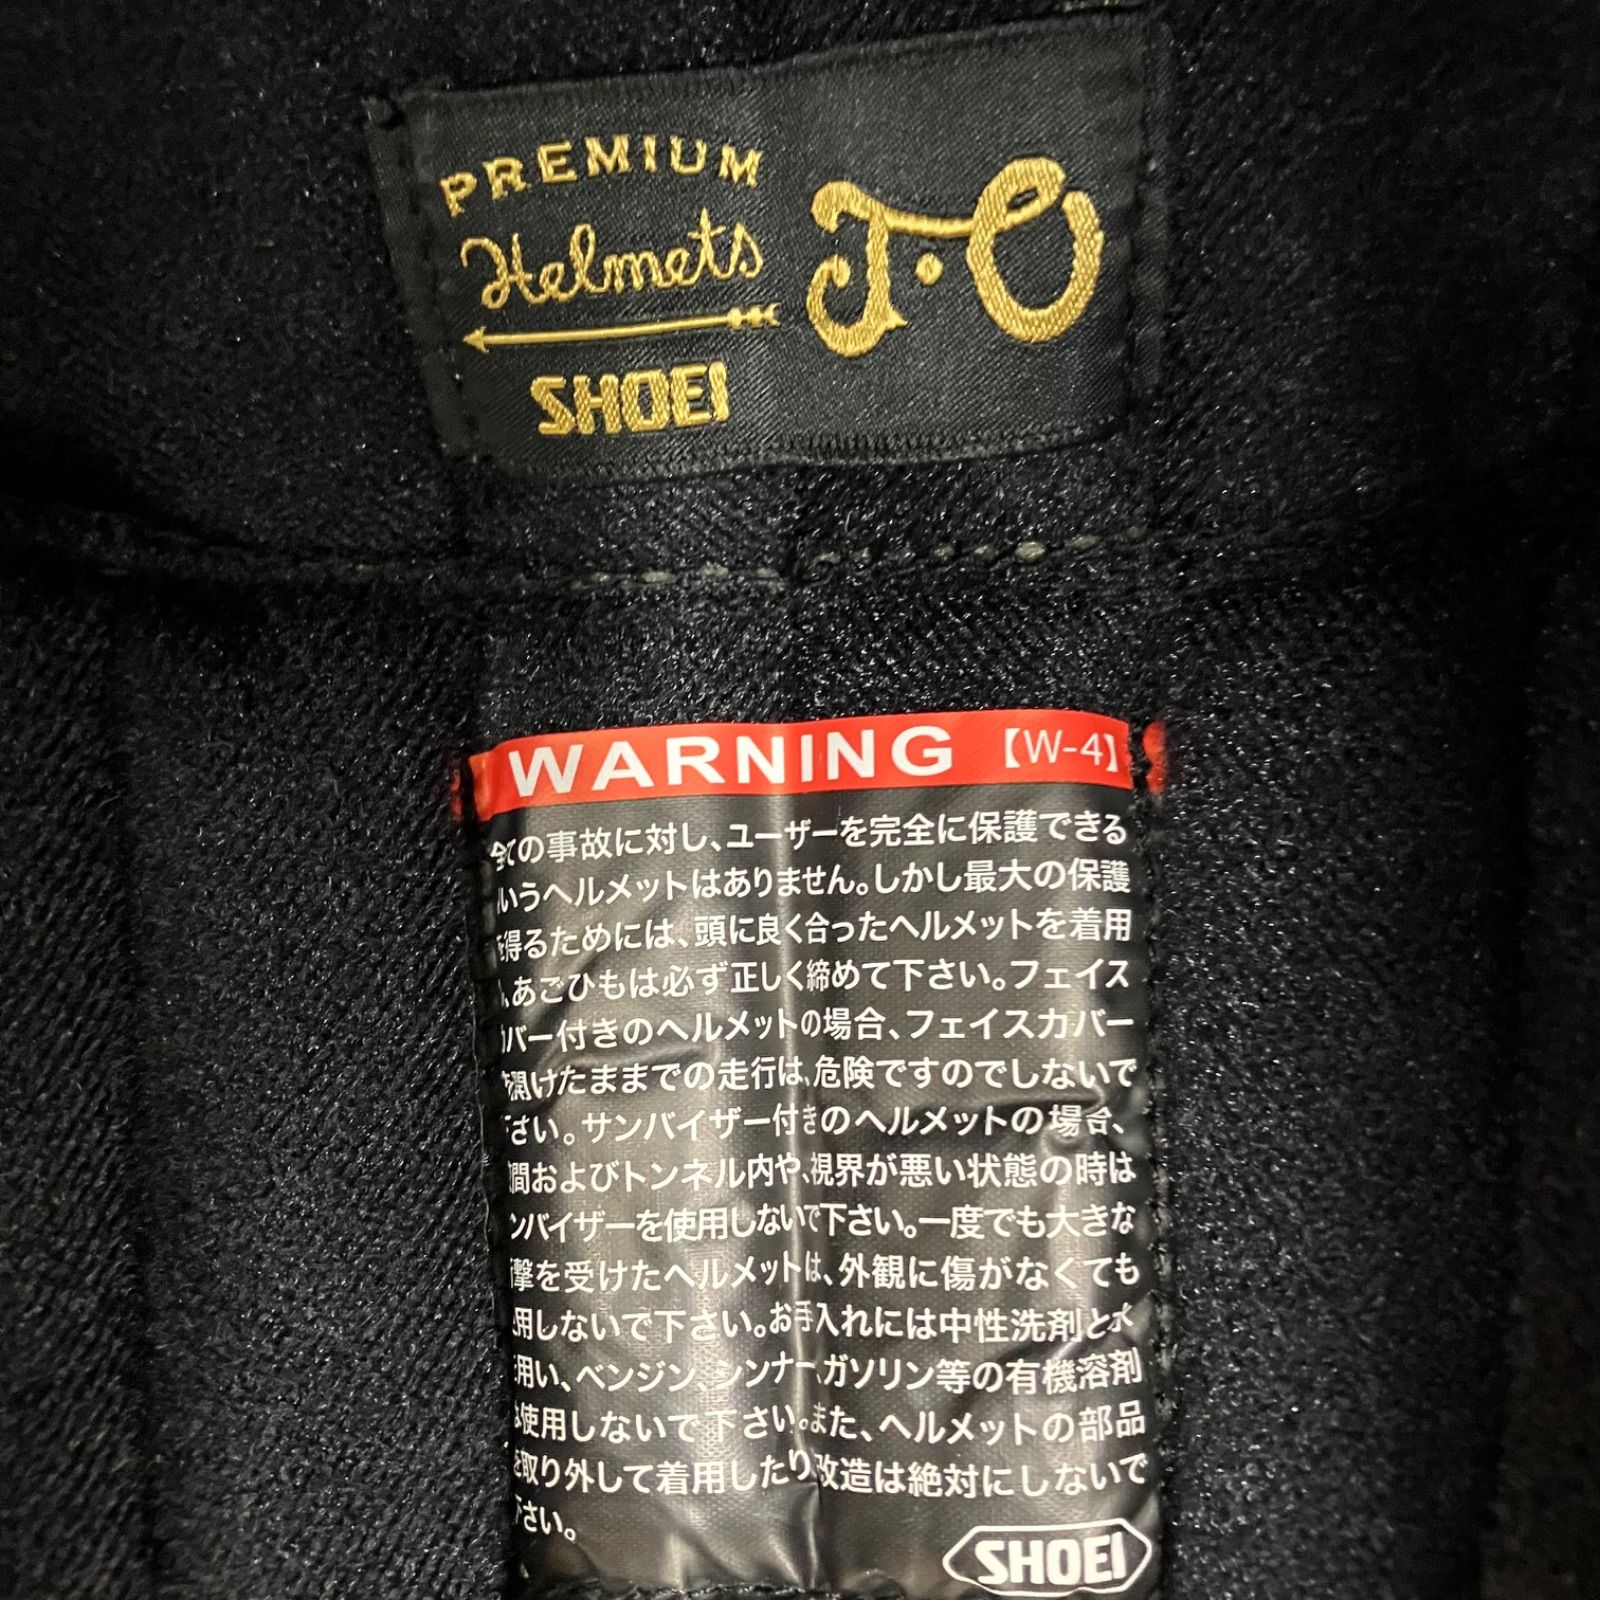 PREMIUM
Helmets
SHOEI
J・O
WARNING 【W-4】
全ての事故に対し、ユーザーを完全に保護できる
いうヘルメットはありません。しかし最大の保護
を得るためには、頭に良く合ったヘルメットを着用
、あごひもは必ず正しく締めて下さい。フェイス
カバー付きのヘルメットの場合、フェイスカバー
を開けたままでの走行は、危険ですのでしないで
下さい。サンバイザー付きのヘルメットの場合、
間およびトンネル内や、視界が悪い状態の時は
ンバイザーを使用しないで下さい。一度でも大きな
撃を受けたヘルメットは、外観に傷がなくても
用しないで下さい。お手入れには中性洗剤と水
を用い、ベンジン、シンナー、ガソリン等の有機溶剤
は使用しないで下さい。また、ヘルメットの部品
を取り外して着用したり改造は絶対にしないで
下さい。
SHOEI